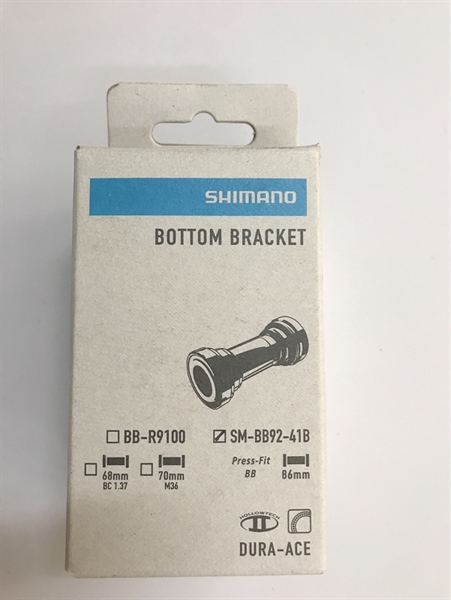 SHIMANO
BOTTOM BRACKET
BB-R9100 SM-BB92-41B
68mm 70mm Press-Fit 86mm
BC 1.37 M36 BB
HOLLOWTECH II
DURA-ACE